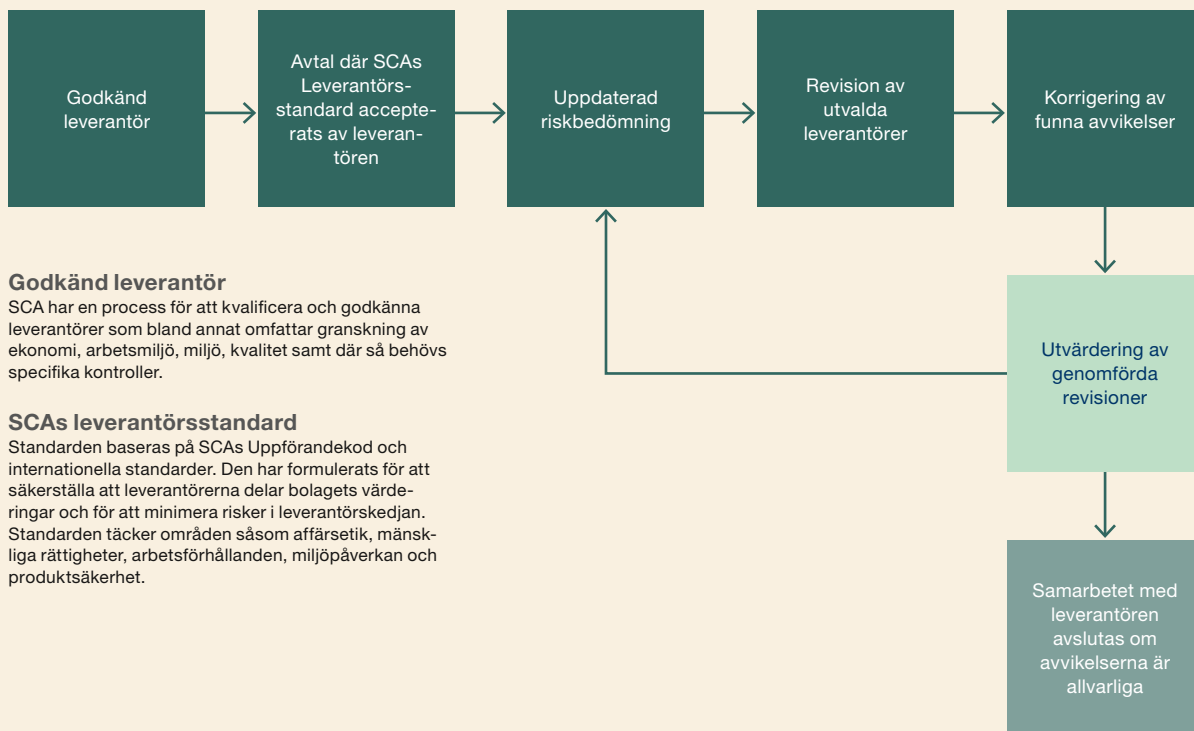 Godkänd
leverantör
Avtal där SCAs
Leverantörs-
standard accepte-
rats av leveran-
tören
Uppdaterad
riskbedömning
Revision av
utvalda
leverantörer
Korrigering av
funna avvikelser
Utvärdering av
genomförda
revisioner
Samarbetet med
leverantören
avslutas om
avvikelserna är
allvarliga
Godkänd leverantör
SCA har en process för att kvalificera och godkänna
leverantörer som bland annat omfattar granskning av
ekonomi, arbetsmiljö, miljö, kvalitet samt där så behövs
specifika kontroller.
SCAs leverantörsstandard
Standarden baseras på SCAs Uppförandekod och
internationella standarder. Den har formulerats för att
säkerställa att leverantörerna delar bolagets värde-
ringar och för att minimera risker i leverantörskedjan.
Standarden täcker områden såsom affärsetik, mänsk-
liga rättigheter, arbetsförhållanden, miljöpåverkan och
produktsäkerhet.